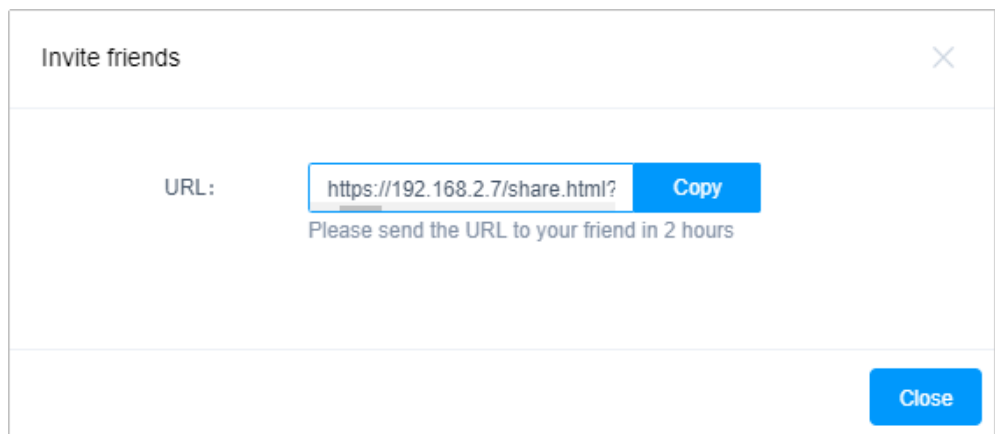 Invite friends
URL: https://192.168.2.7/share.html? Copy
Please send the URL to your friend in 2 hours
Close